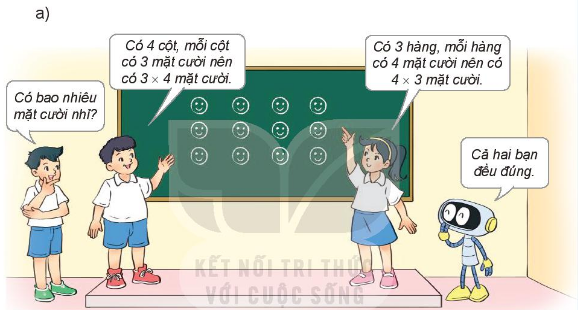 a)
Có 4 cột, mỗi cột
có 3 mặt cười nên
có 3 × 4 mặt cười.
Có 3 hàng, mỗi hàng
có 4 mặt cười nên có
4 × 3 mặt cười.
Có bao nhiêu
mặt cười nhỉ?
Cả hai bạn
đều đúng.
KẾT NỐI TRI THỨC
VỚI CUỘC SỐNG